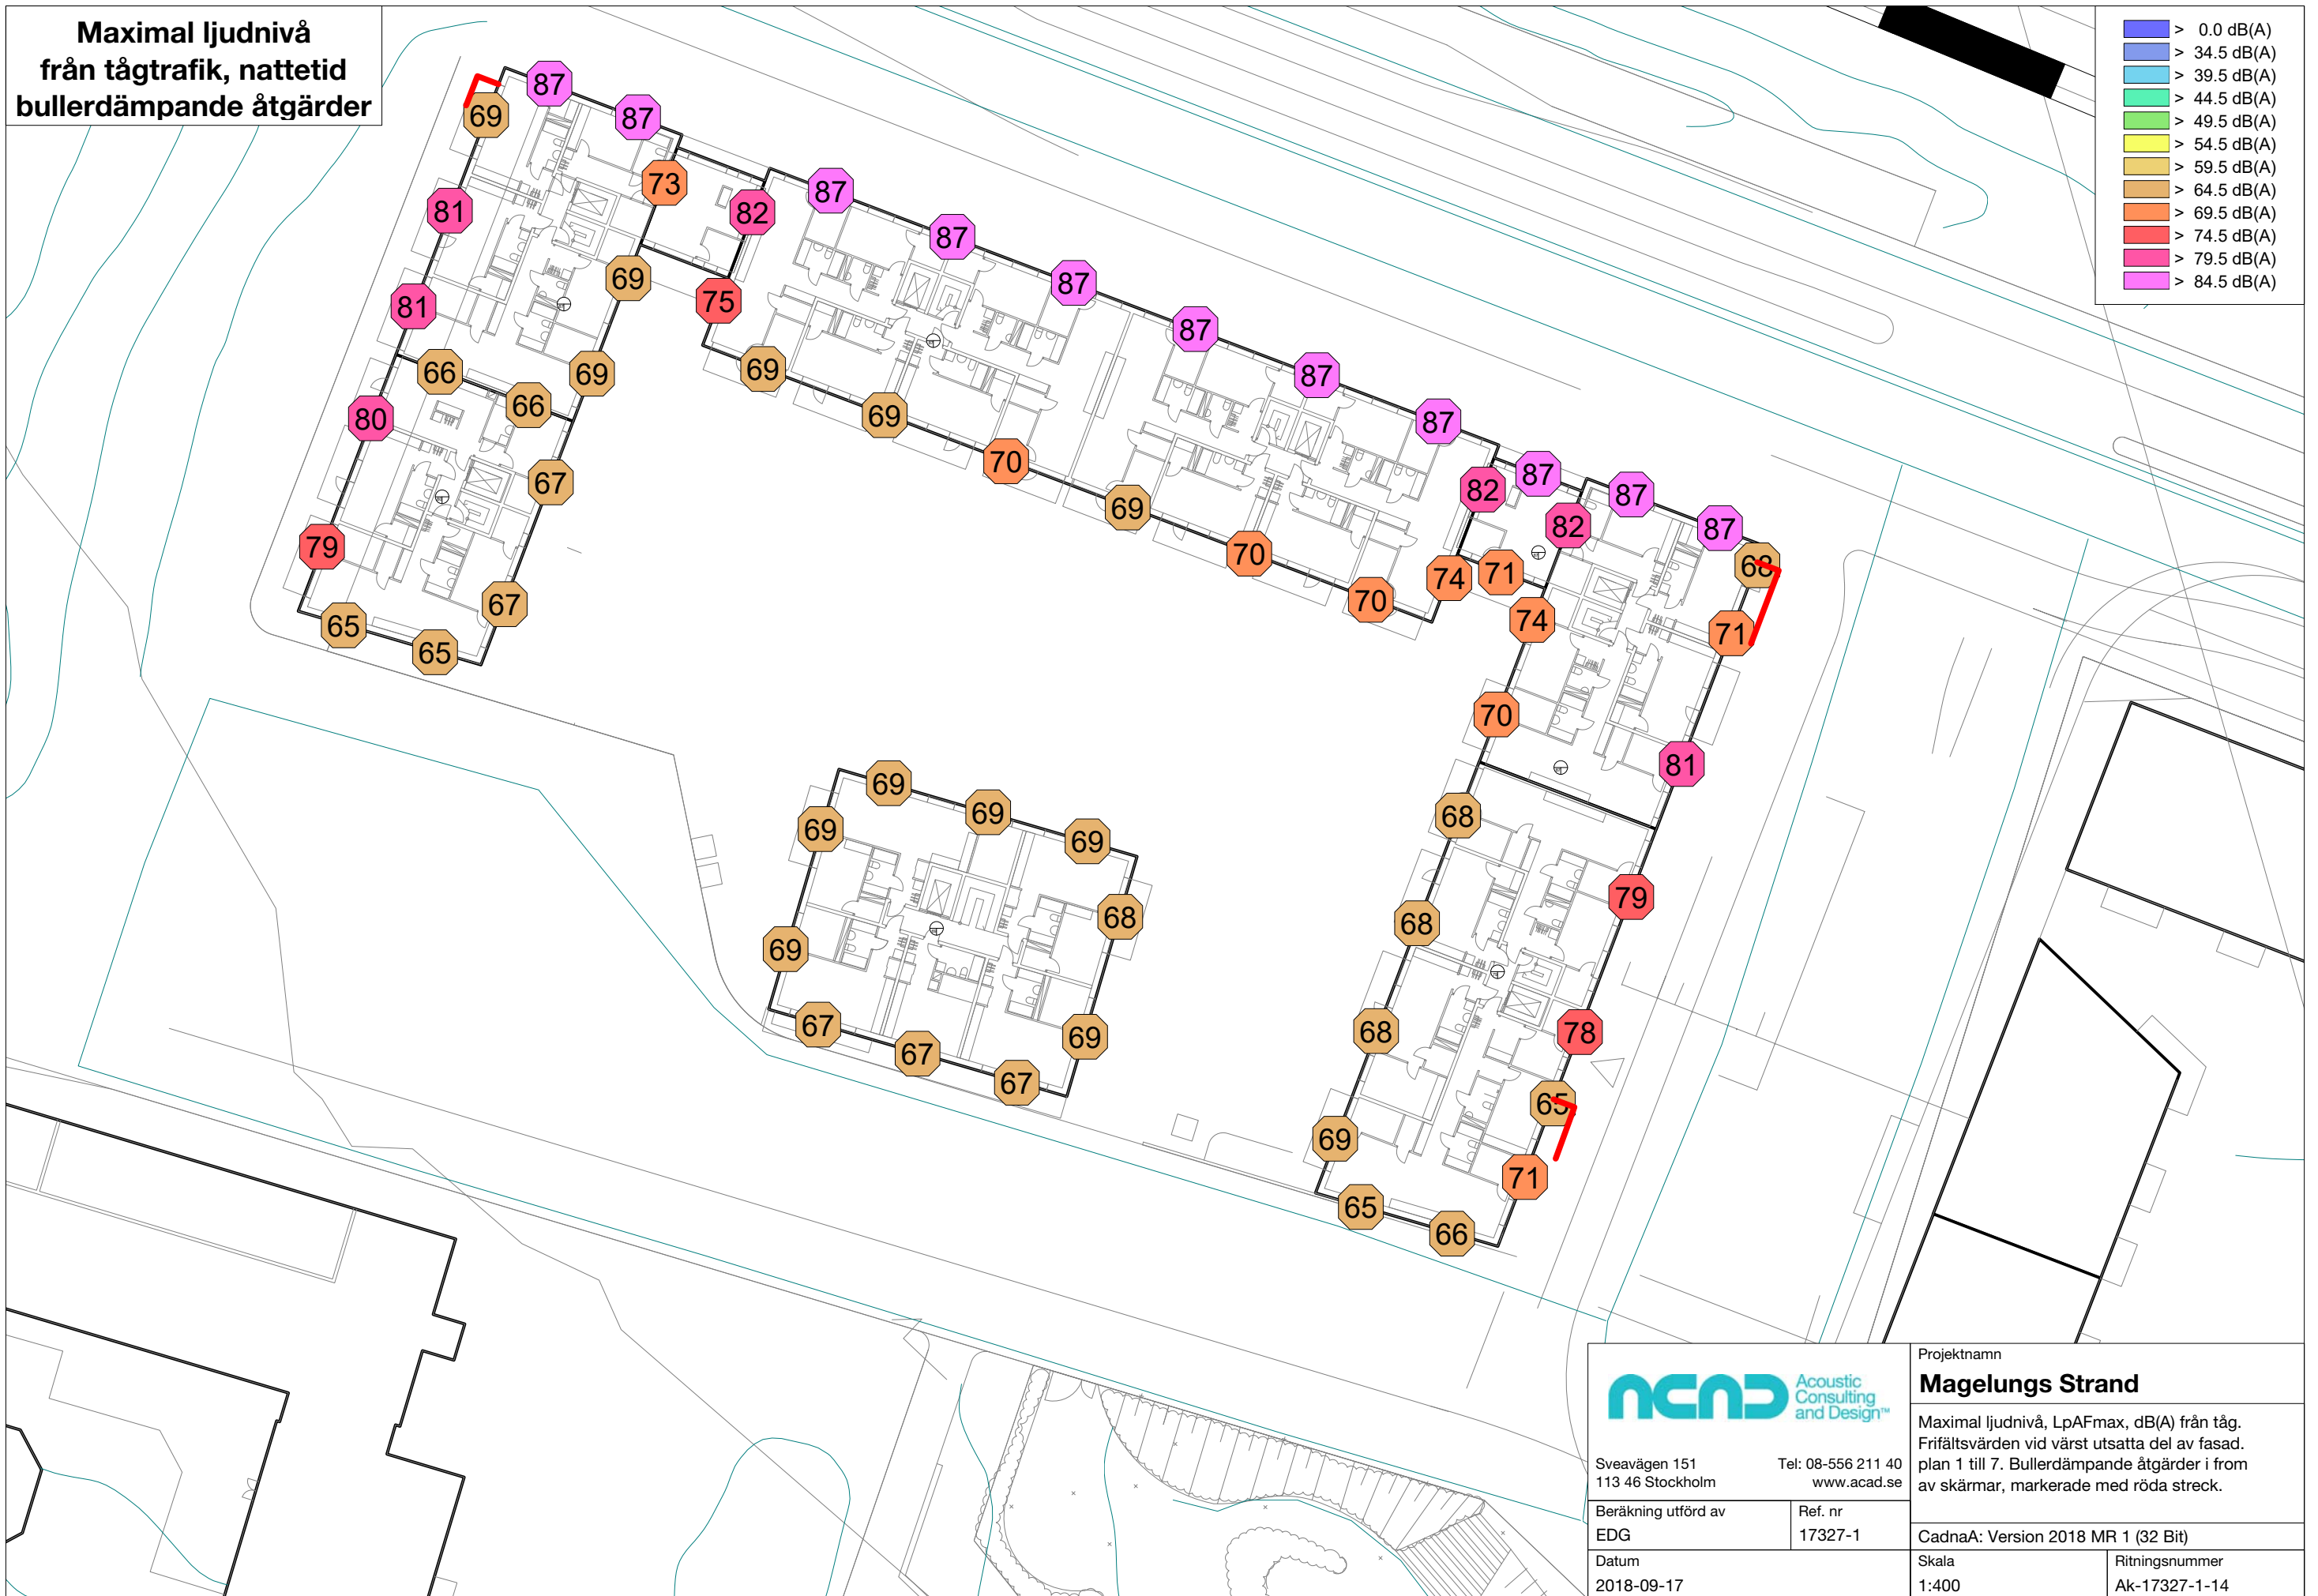 Maximal ljudnivå
från tågtrafik, nattetid
bullerdämpande åtgärder
> 0.0 dB(A)
> 34.5 dB(A)
> 39.5 dB(A)
> 44.5 dB(A)
> 49.5 dB(A)
> 54.5 dB(A)
> 59.5 dB(A)
> 64.5 dB(A)
> 69.5 dB(A)
> 74.5 dB(A)
> 79.5 dB(A)
> 84.5 dB(A)
87
69
87
73
87
81
82
87
69
87
81
75
87
66
69
69
87
66
80
69
87
70
87
67
82
87
69
87
82
87
79
70
68
74
71
67
70
74
65
71
65
70
81
69
69
68
69
69
79
68
68
69
67
68
78
69
67
67
65
69
71
65
66
ACAD
Acoustic
Consulting
and Design™
Sveavägen 151 Tel: 08-556 211 40
113 46 Stockholm www.acad.se
Beräkning utförd av
EDG
Ref. nr
17327-1
Datum
2018-09-17
Projektnamn
Magelungs Strand
Maximal ljudnivå, LpAFmax, dB(A) från tåg.
Frifältsvärden vid värst utsatta del av fasad.
plan 1 till 7. Bullerdämpande åtgärder i from
av skärmar, markerade med röda streck.
CadnaA: Version 2018 MR 1 (32 Bit)
Skala
1:400
Ritningsnummer
Ak-17327-1-14